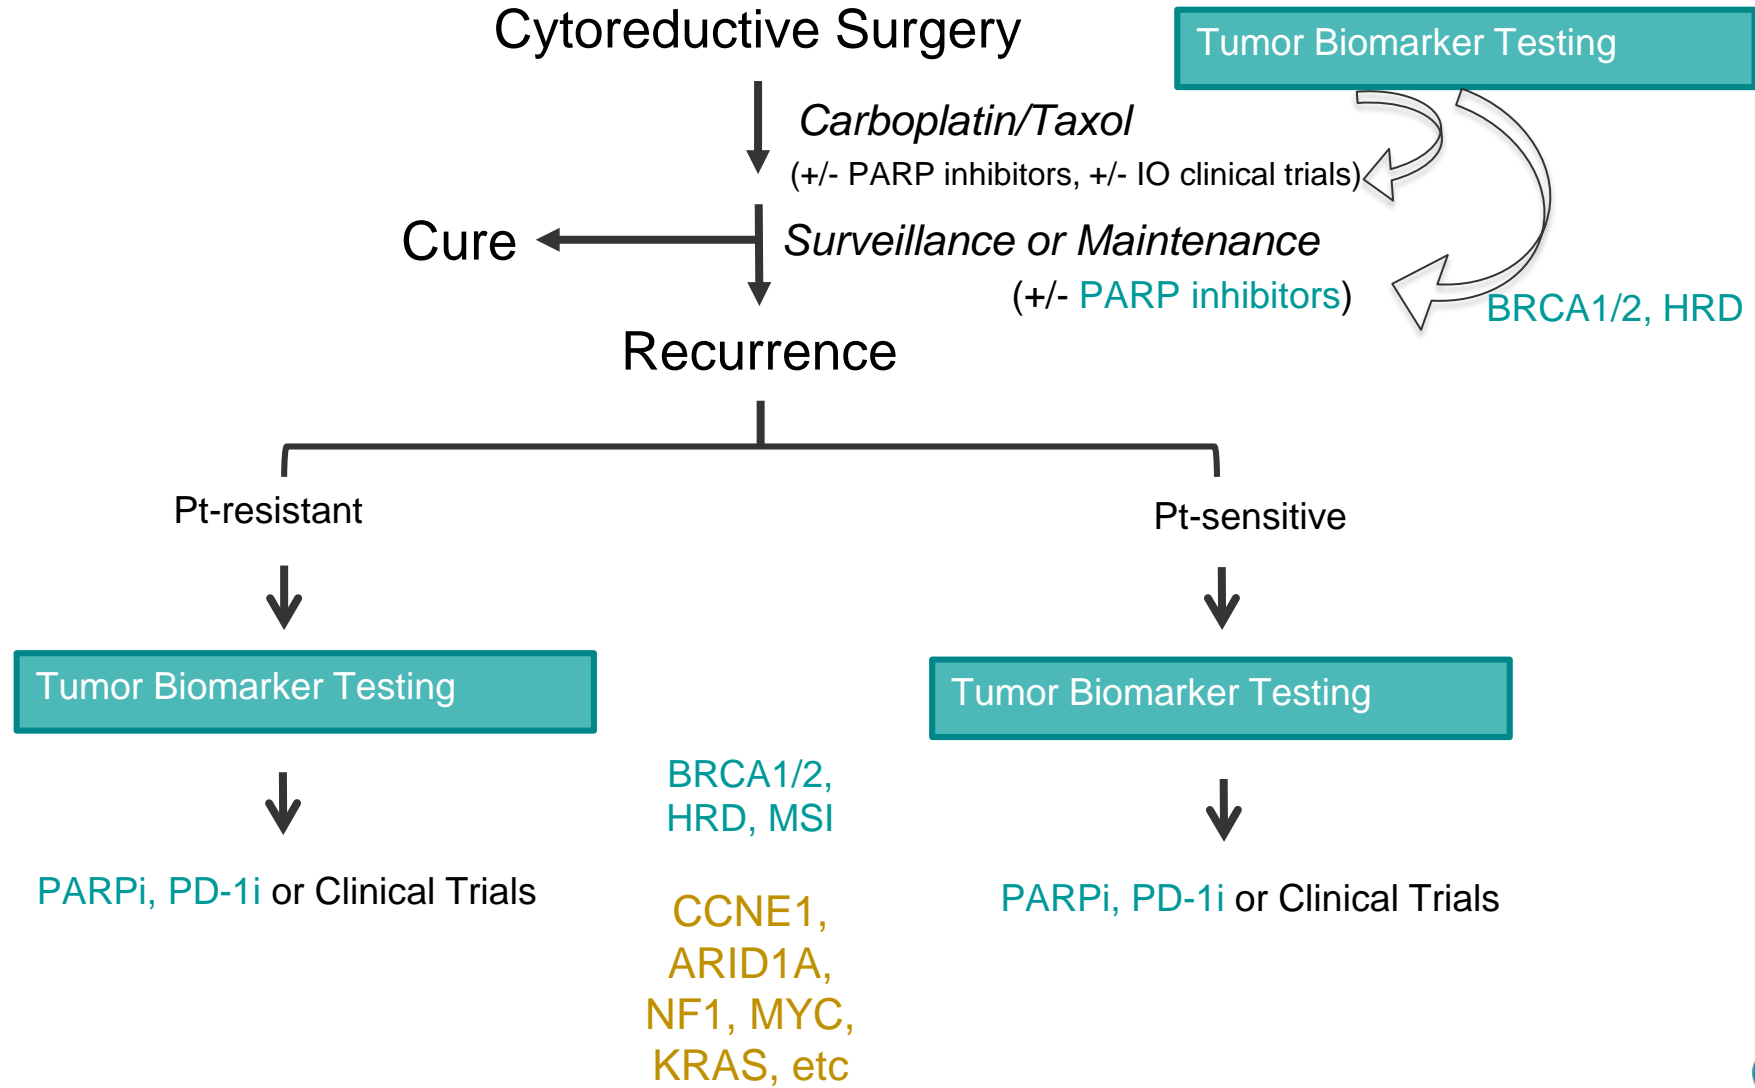 Cytoreductive Surgery
Tumor Biomarker Testing
Carboplatin/Taxol
(+/- PARP inhibitors, +/- IO clinical trials)
Cure
Surveillance or Maintenance
(+/- PARP inhibitors)
BRCA1/2, HRD
Recurrence
Pt-resistant
Pt-sensitive
Tumor Biomarker Testing
Tumor Biomarker Testing
BRCA1/2,
HRD, MSI
PARPi, PD-1i or Clinical Trials
PARPi, PD-1i or Clinical Trials
CCNE1,
ARID1A,
NF1, MYC,
KRAS, etc